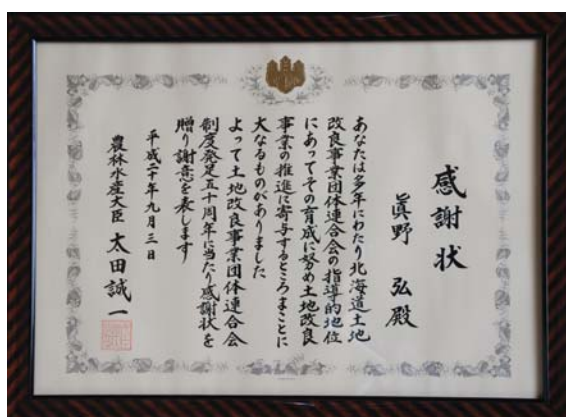 感謝状
眞野 弘殿
あなたは多年にわたり北海道土地
改良事業団体連合会の指導的地位
にあってその育成に努め土地改良
事業の推進に寄与するところまことに
大なるものがありました
よって土地改良事業団体連合会
制度発足五十周年に当たり感謝状を
贈り謝意を表します
平成二十年九月三日
農林水産大臣 太田誠一